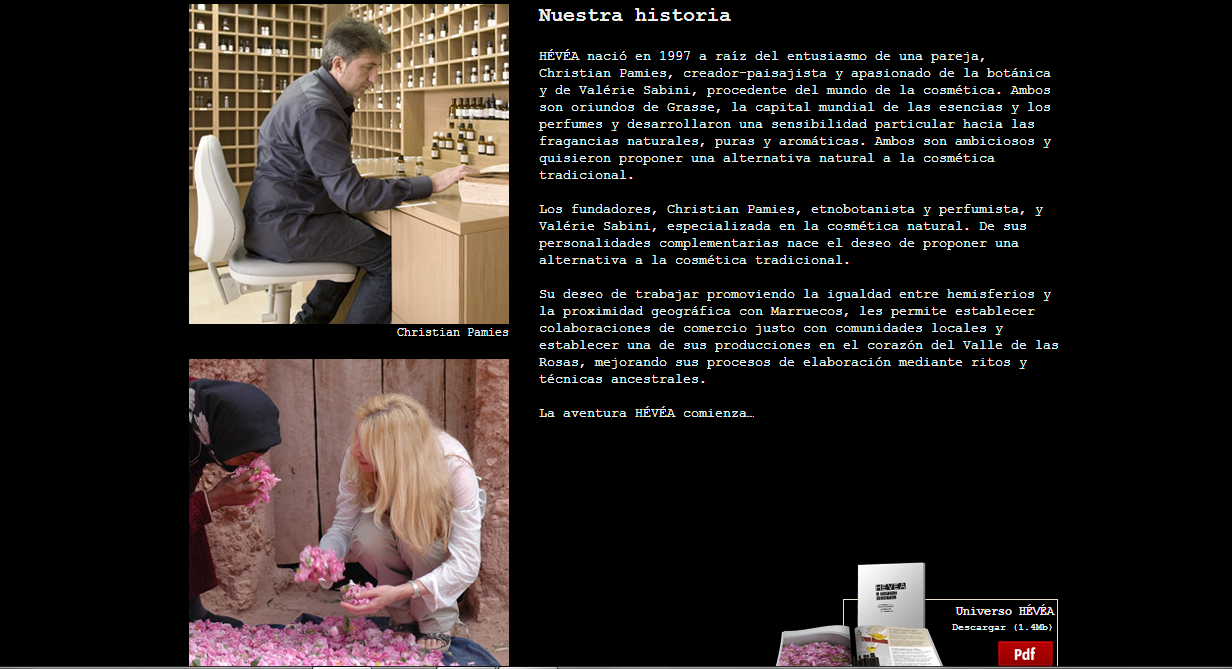 Nuestra historia
HÉVÉA nació en 1997 a raíz del entusiasmo de una pareja,
Christian Pamies, creador-paisajista y apasionado de la botánica
y de Valérie Sabini, procedente del mundo de la cosmética. Ambos
son oriundos de Grasse, la capital mundial de las esencias y los
perfumes y desarrollaron una sensibilidad particular hacia las
fragancias naturales, puras y aromáticas. Ambos son ambiciosos y
quisieron proponer una alternativa natural a la cosmética
tradicional.
Los fundadores, Christian Pamies, etnobotanista y perfumista, y
Valérie Sabini, especializada en la cosmética natural. De sus
personalidades complementarias nace el deseo de proponer una
alternativa a la cosmética tradicional.
Su deseo de trabajar promoviendo la igualdad entre hemisferios y
la proximidad geográfica con Marruecos, les permite establecer
colaboraciones de comercio justo con comunidades locales y
establecer una de sus producciones en el corazón del Valle de las
Rosas, mejorando sus procesos de elaboración mediante ritos y
técnicas ancestrales.
La aventura HÉVÉA comienza…
Christian Pamies
HÉVÉA
Universo HÉVÉA
Descargar (1.4Mb)
Pdf